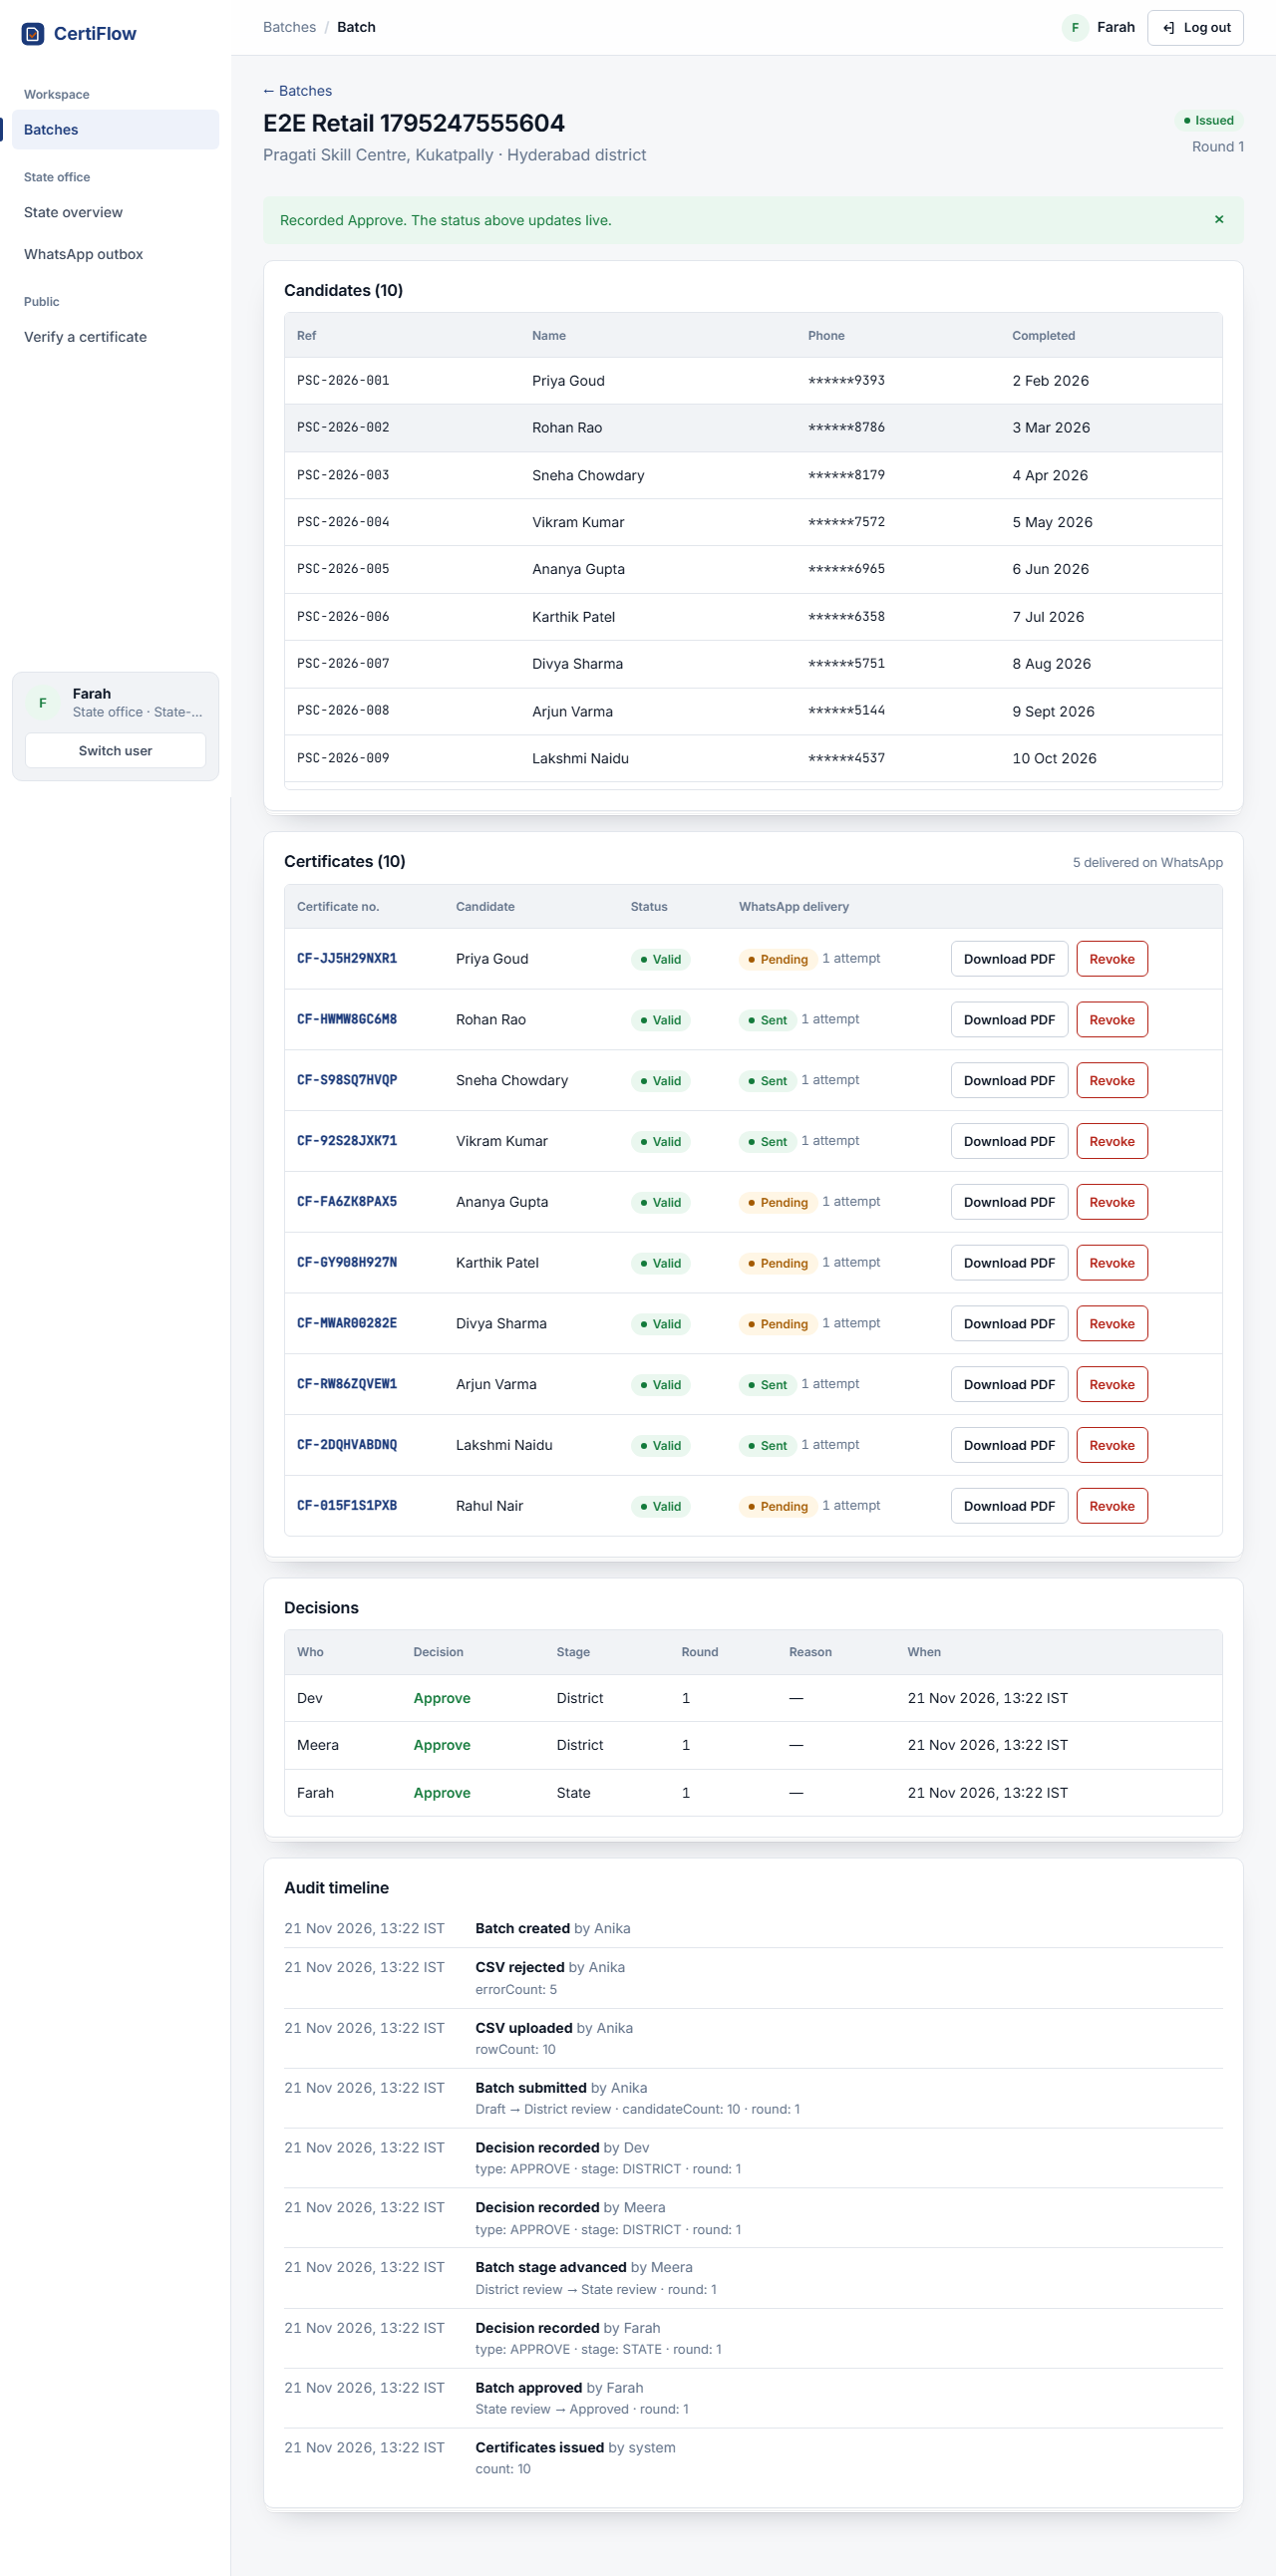 CertiFlow
Workspace
Batches
State office
State overview
WhatsApp outbox
Public
Verify a certificate
F Farah
State office · State-...
Switch user
Batches / Batch
F Farah Log out
← Batches
E2E Retail 1795247555604
Issued
Pragati Skill Centre, Kukatpally · Hyderabad district
Round 1
Recorded Approve. The status above updates live. ×
Candidates (10)
Ref Name Phone Completed
PSC-2026-001 Priya Goud ******9393 2 Feb 2026
PSC-2026-002 Rohan Rao ******8786 3 Mar 2026
PSC-2026-003 Sneha Chowdary ******8179 4 Apr 2026
PSC-2026-004 Vikram Kumar ******7572 5 May 2026
PSC-2026-005 Ananya Gupta ******6965 6 Jun 2026
PSC-2026-006 Karthik Patel ******6358 7 Jul 2026
PSC-2026-007 Divya Sharma ******5751 8 Aug 2026
PSC-2026-008 Arjun Varma ******5144 9 Sept 2026
PSC-2026-009 Lakshmi Naidu ******4537 10 Oct 2026
Certificates (10) 5 delivered on WhatsApp
Certificate no. Candidate Status WhatsApp delivery
CF-JJ5H29NXR1 Priya Goud Valid Pending 1 attempt Download PDF Revoke
CF-HWMW8GC6M8 Rohan Rao Valid Sent 1 attempt Download PDF Revoke
CF-S98SQ7HVQP Sneha Chowdary Valid Sent 1 attempt Download PDF Revoke
CF-92S28JXK71 Vikram Kumar Valid Sent 1 attempt Download PDF Revoke
CF-FA6ZK8PAX5 Ananya Gupta Valid Pending 1 attempt Download PDF Revoke
CF-GY908H927N Karthik Patel Valid Pending 1 attempt Download PDF Revoke
CF-MWAR00282E Divya Sharma Valid Pending 1 attempt Download PDF Revoke
CF-RW86ZQVEW1 Arjun Varma Valid Sent 1 attempt Download PDF Revoke
CF-2DQHVABDNQ Lakshmi Naidu Valid Sent 1 attempt Download PDF Revoke
CF-015F1S1PXB Rahul Nair Valid Pending 1 attempt Download PDF Revoke
Decisions
Who Decision Stage Round Reason When
Dev Approve District 1 — 21 Nov 2026, 13:22 IST
Meera Approve District 1 — 21 Nov 2026, 13:22 IST
Farah Approve State 1 — 21 Nov 2026, 13:22 IST
Audit timeline
21 Nov 2026, 13:22 IST Batch created by Anika
21 Nov 2026, 13:22 IST CSV rejected by Anika
errorCount: 5
21 Nov 2026, 13:22 IST CSV uploaded by Anika
rowCount: 10
21 Nov 2026, 13:22 IST Batch submitted by Anika
Draft → District review · candidateCount: 10 · round: 1
21 Nov 2026, 13:22 IST Decision recorded by Dev
type: APPROVE · stage: DISTRICT · round: 1
21 Nov 2026, 13:22 IST Decision recorded by Meera
type: APPROVE · stage: DISTRICT · round: 1
21 Nov 2026, 13:22 IST Batch stage advanced by Meera
District review → State review · round: 1
21 Nov 2026, 13:22 IST Decision recorded by Farah
type: APPROVE · stage: STATE · round: 1
21 Nov 2026, 13:22 IST Batch approved by Farah
State review → Approved · round: 1
21 Nov 2026, 13:22 IST Certificates issued by system
count: 10